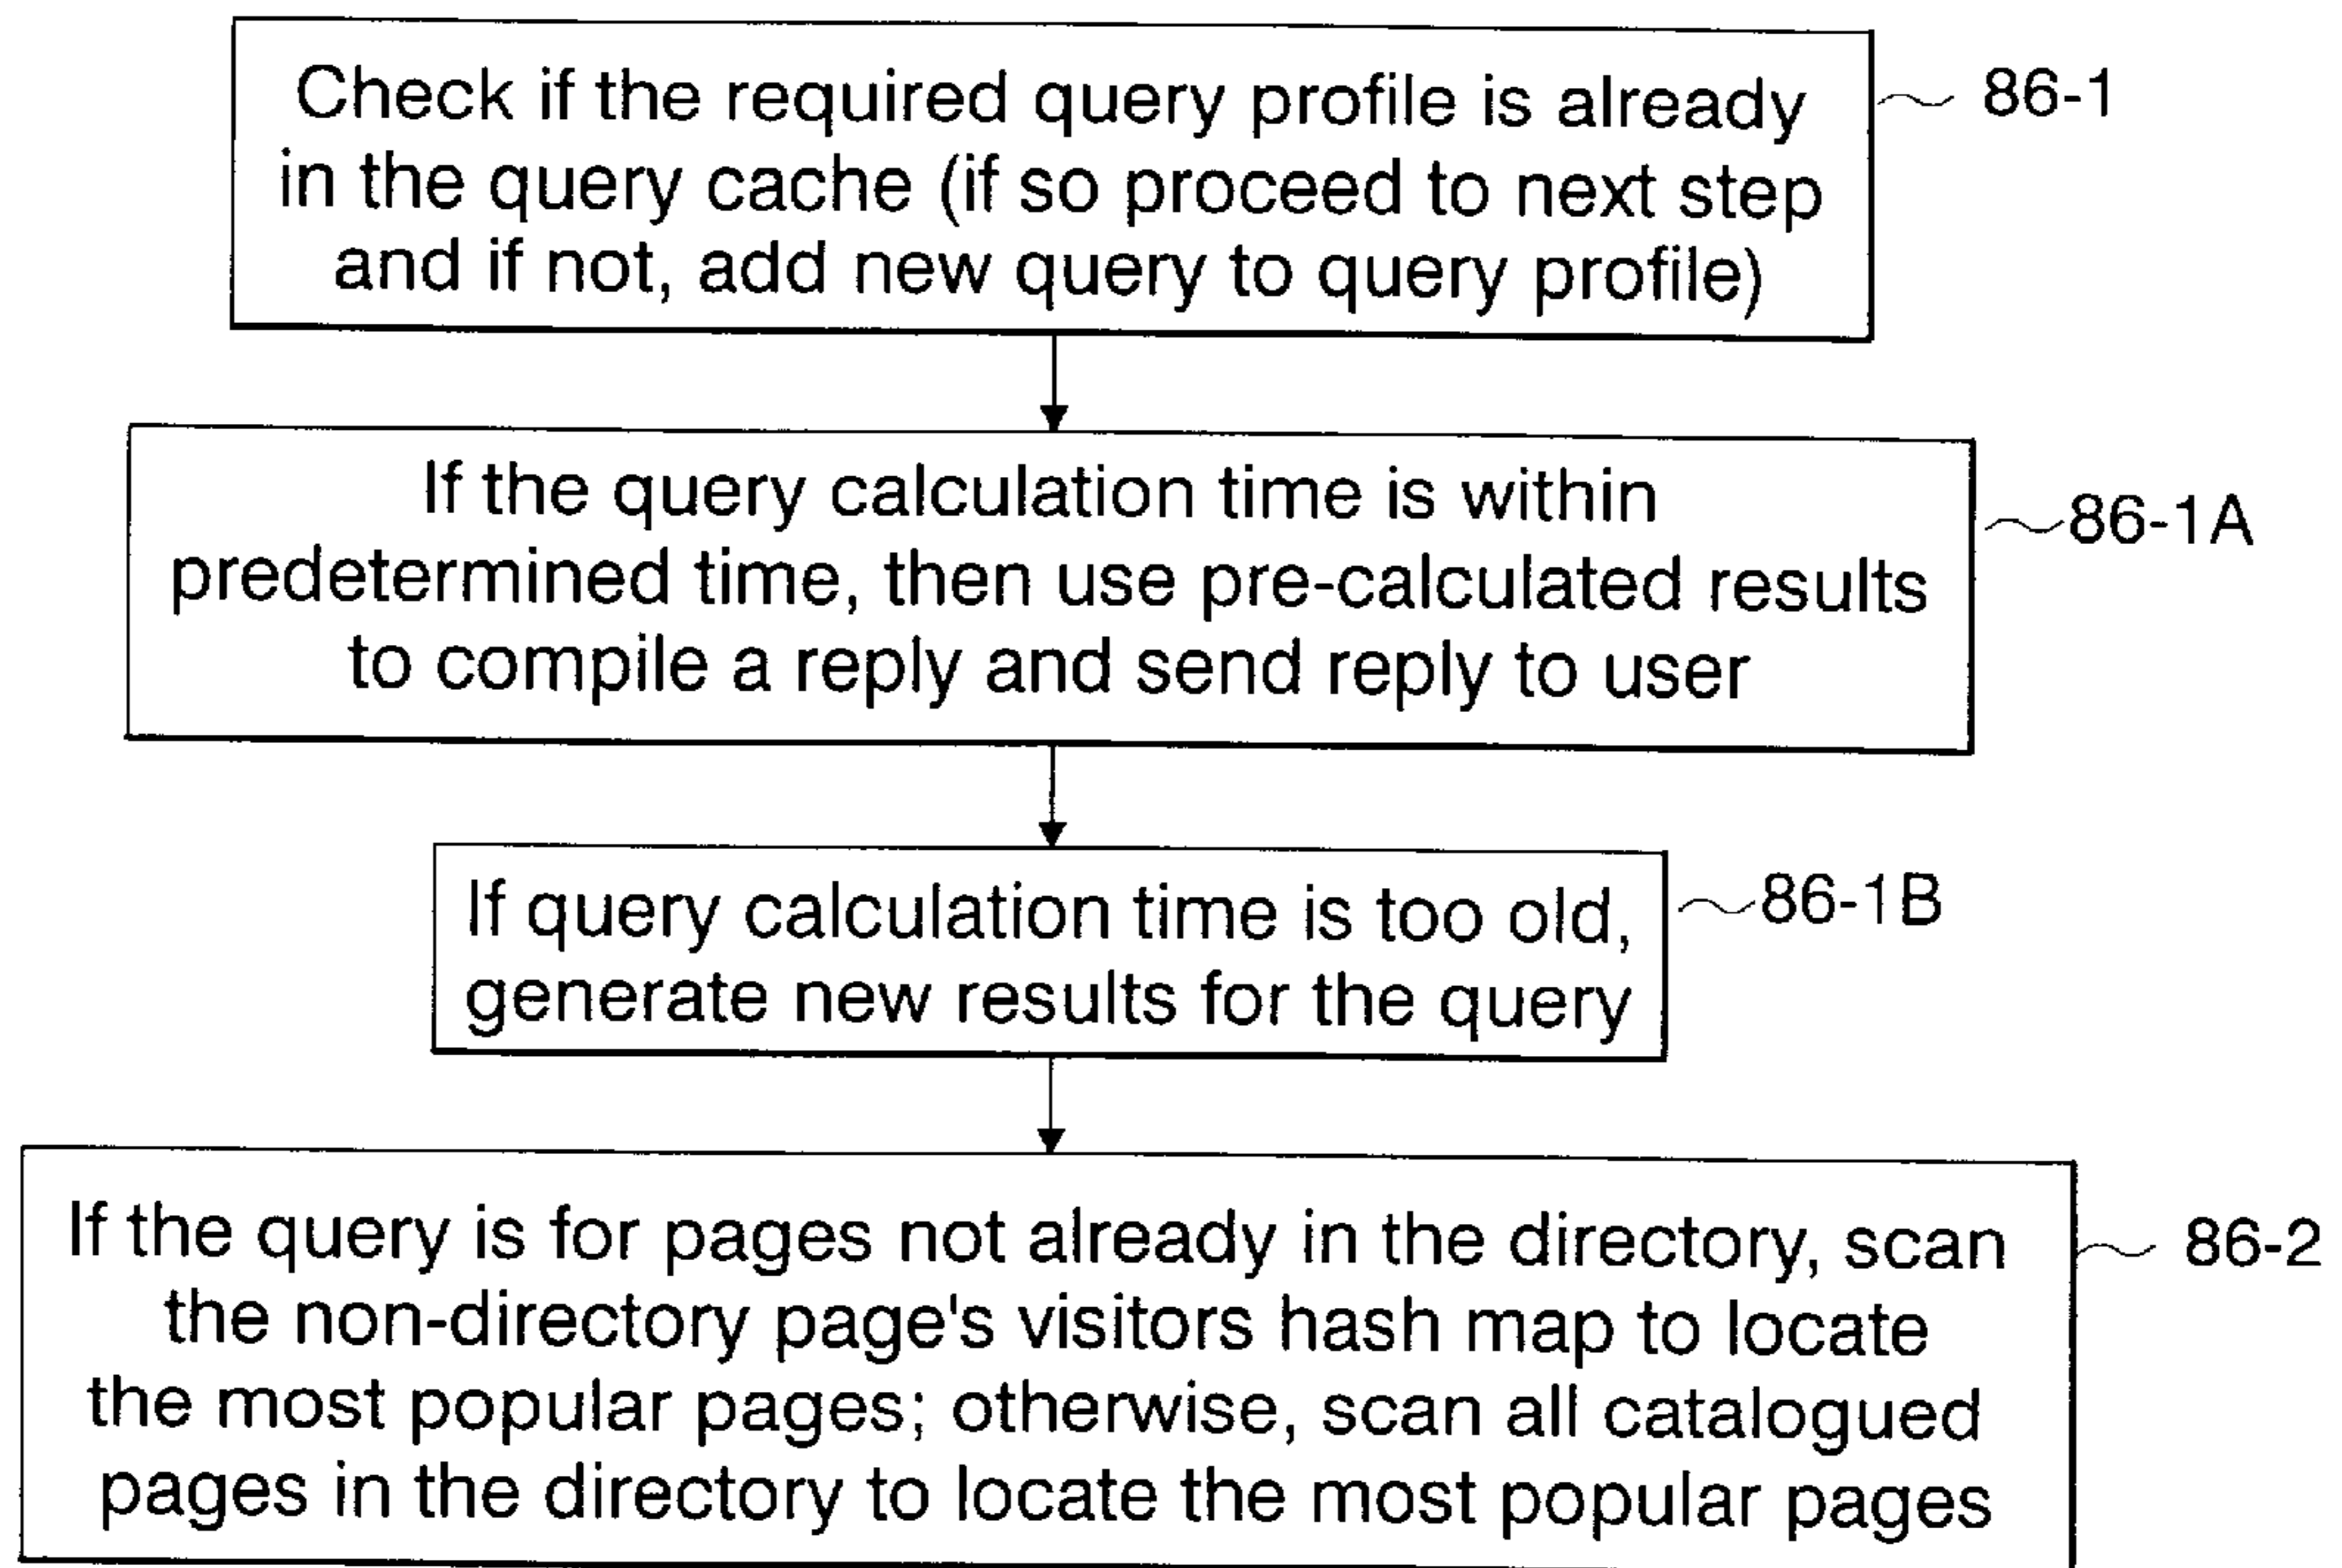 Check if the required query profile is already
in the query cache (if so proceed to next step
and if not, add new query to query profile)
86-1
If the query calculation time is within
predetermined time, then use pre-calculated results
to compile a reply and send reply to user
86-1A
If query calculation time is too old,
generate new results for the query
86-1B
If the query is for pages not already in the directory, scan
the non-directory page's visitors hash map to locate
the most popular pages; otherwise, scan all catalogued
pages in the directory to locate the most popular pages
86-2